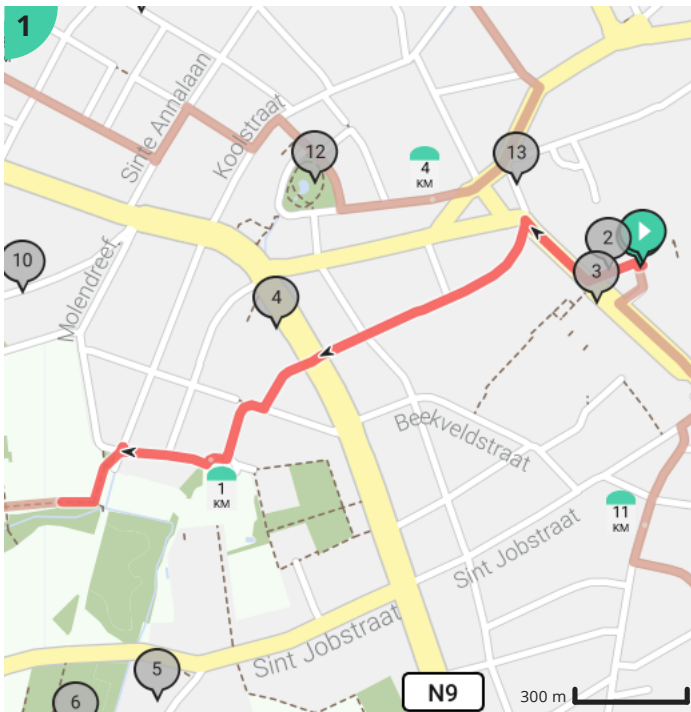 1
Sinte Annalaan
Koolstraat
12
4
KM
13
2
3
10
Molendreef
4
Beekveldstraat
1
KM
11
KM
Sint Jobstraat
Sint Jobstraat
5
6
N9
300 m